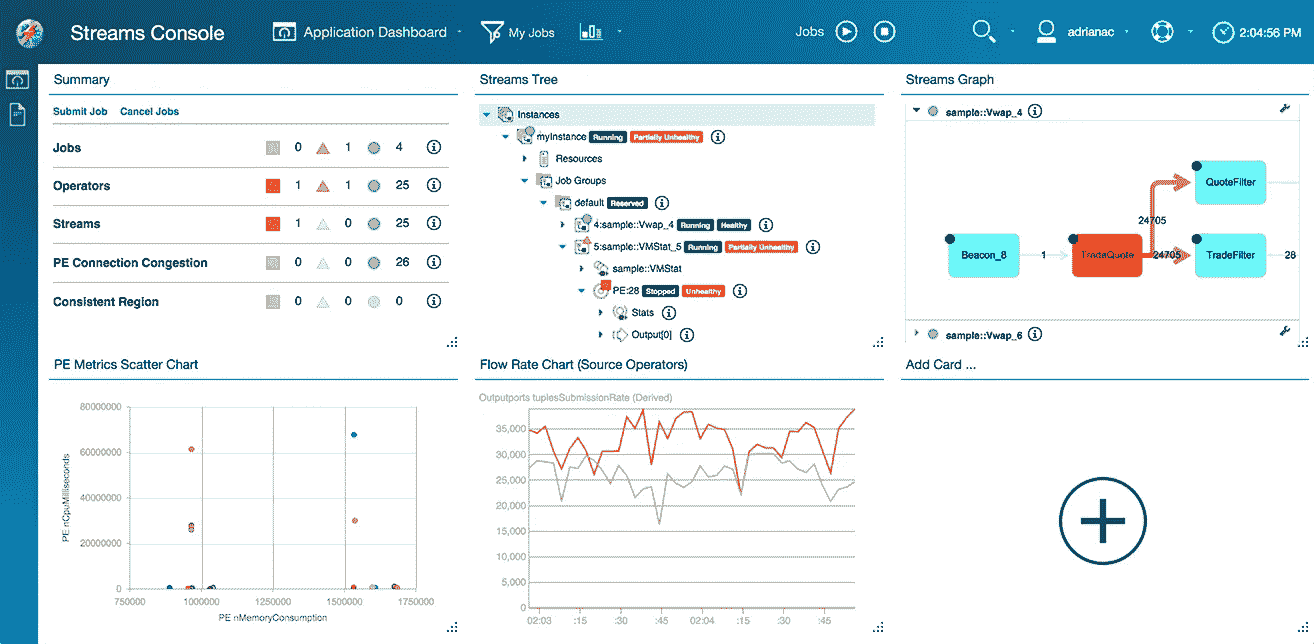 Streams Console Application Dashboard My Jobs Jobs adrianac 2:04:56 PM
Summary
Submit Job Cancel Jobs
Jobs 0 1 4
Operators 1 1 25
Streams 1 0 25
PE Connection Congestion 0 0 26
Consistent Region 0 0 0
Streams Tree
Instances
myInstance Running Partially Unhealthy
Resources
Job Groups
default Reserved
4:sample::Vwap_4 Running Healthy
5:sample::VMStat_5 Running Partially Unhealthy
sample::VMStat
PE:28 Stopped Unhealthy
Stats
Output[0]
Streams Graph
sample::Vwap_4
QuoteFilter
24705
Beacon_8 1 TradeQuote 24705 TradeFilter 28
sample::Vwap_6
PE Metrics Scatter Chart
PE nCpuMilliseconds
80000000
60000000
40000000
20000000
0
750000 1000000 1250000 1500000 1750000
PE nMemoryConsumption
Flow Rate Chart (Source Operators)
Outputports tuplesSubmissionRate (Derived)
35,000
30,000
25,000
20,000
15,000
10,000
5,000
0
02:03 :15 :30 :45 02:04 :15 :30 :45
Add Card ...